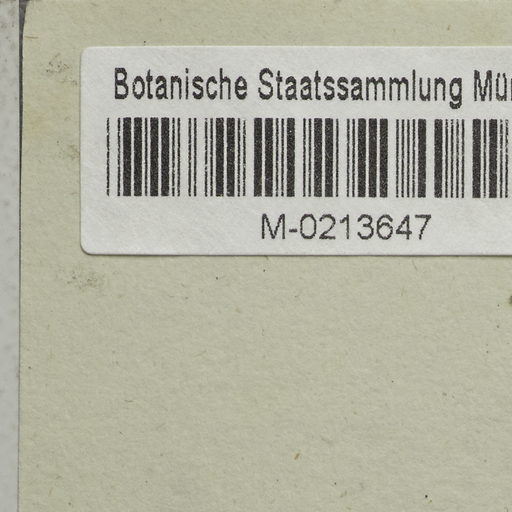 Botanische Staatssammlung Mün
M-0213647